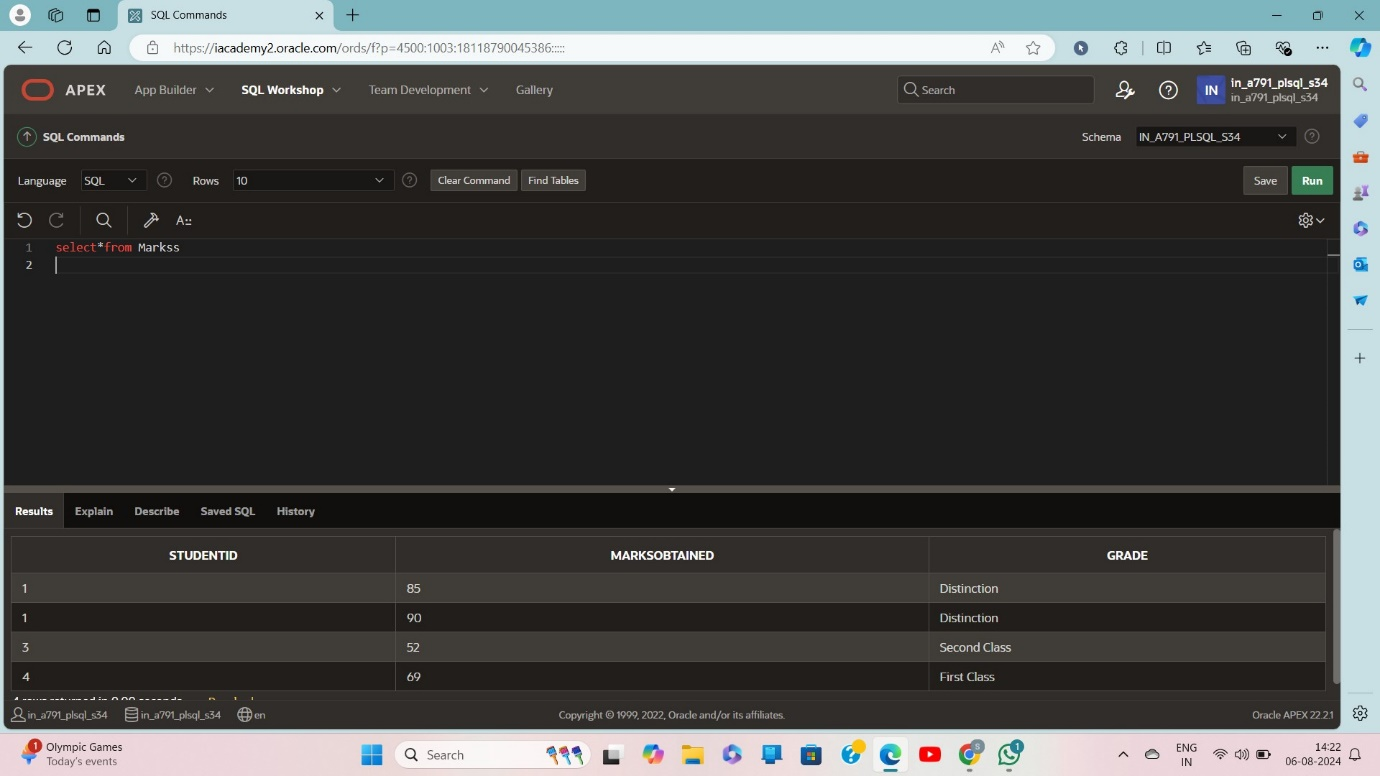 SQL Commands
https://iacademy2.oracle.com/ords/f?p=4500:1003:18118790045386:::::
APEX App Builder SQL Workshop Team Development Gallery Search IN in_a791_plsql_s34
in_a791_plsql_s34
SQL Commands Schema IN_A791_PLSQL_S34
Language SQL Rows 10 Clear Command Find Tables Save Run
1 select*from Markss
2
Results Explain Describe Saved SQL History
STUDENTID MARKSOBTAINED GRADE
1 85 Distinction
1 90 Distinction
3 52 Second Class
4 69 First Class
in_a791_plsql_s34 in_a791_plsql_s34 en Copyright © 1999, 2022, Oracle and/or its affiliates. Oracle APEX 22.2.1
1 Olympic Games
Today's events
Search
5
1
ENG
IN
14:22
06-08-2024